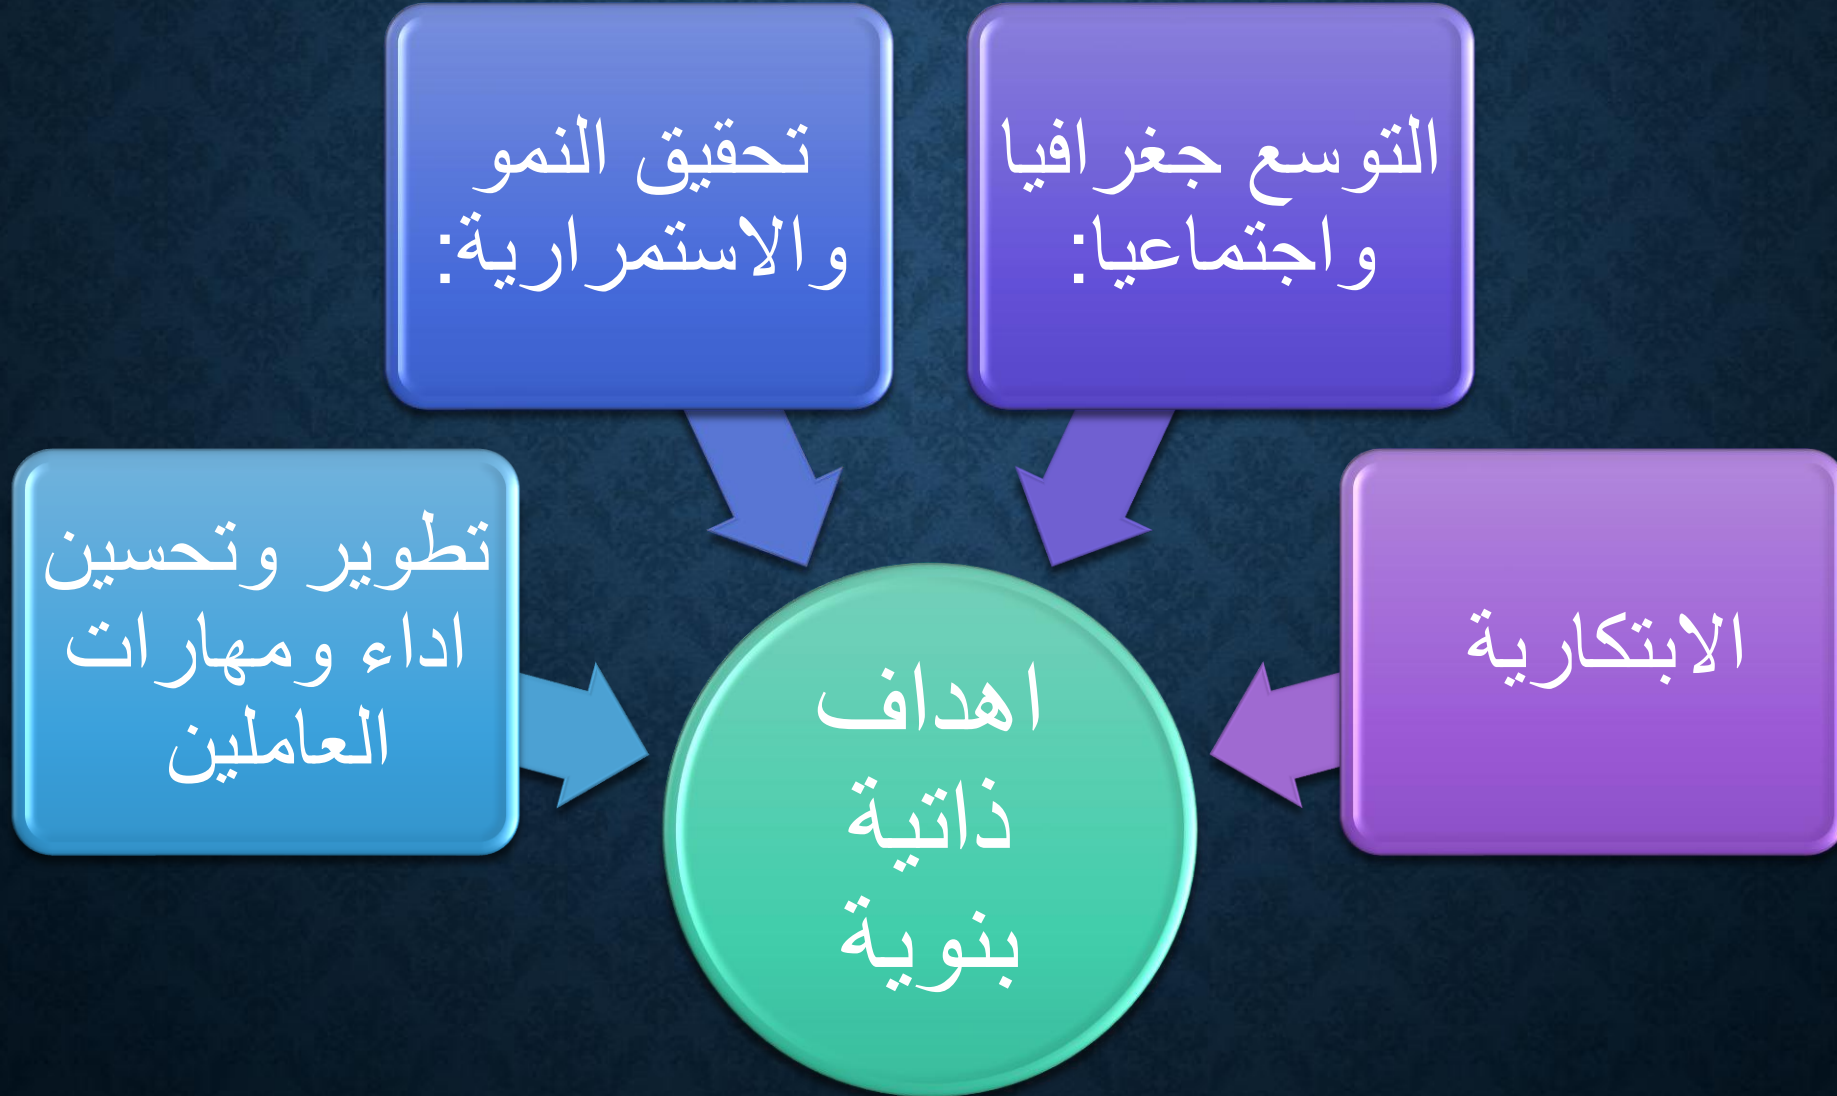 التوسع جغرافيا
واجتماعيا:
تحقيق النمو
والاستمرارية:
الابتكارية
تطوير وتحسين
اداء ومهارات
العاملين
اهداف
ذاتية
بنوية